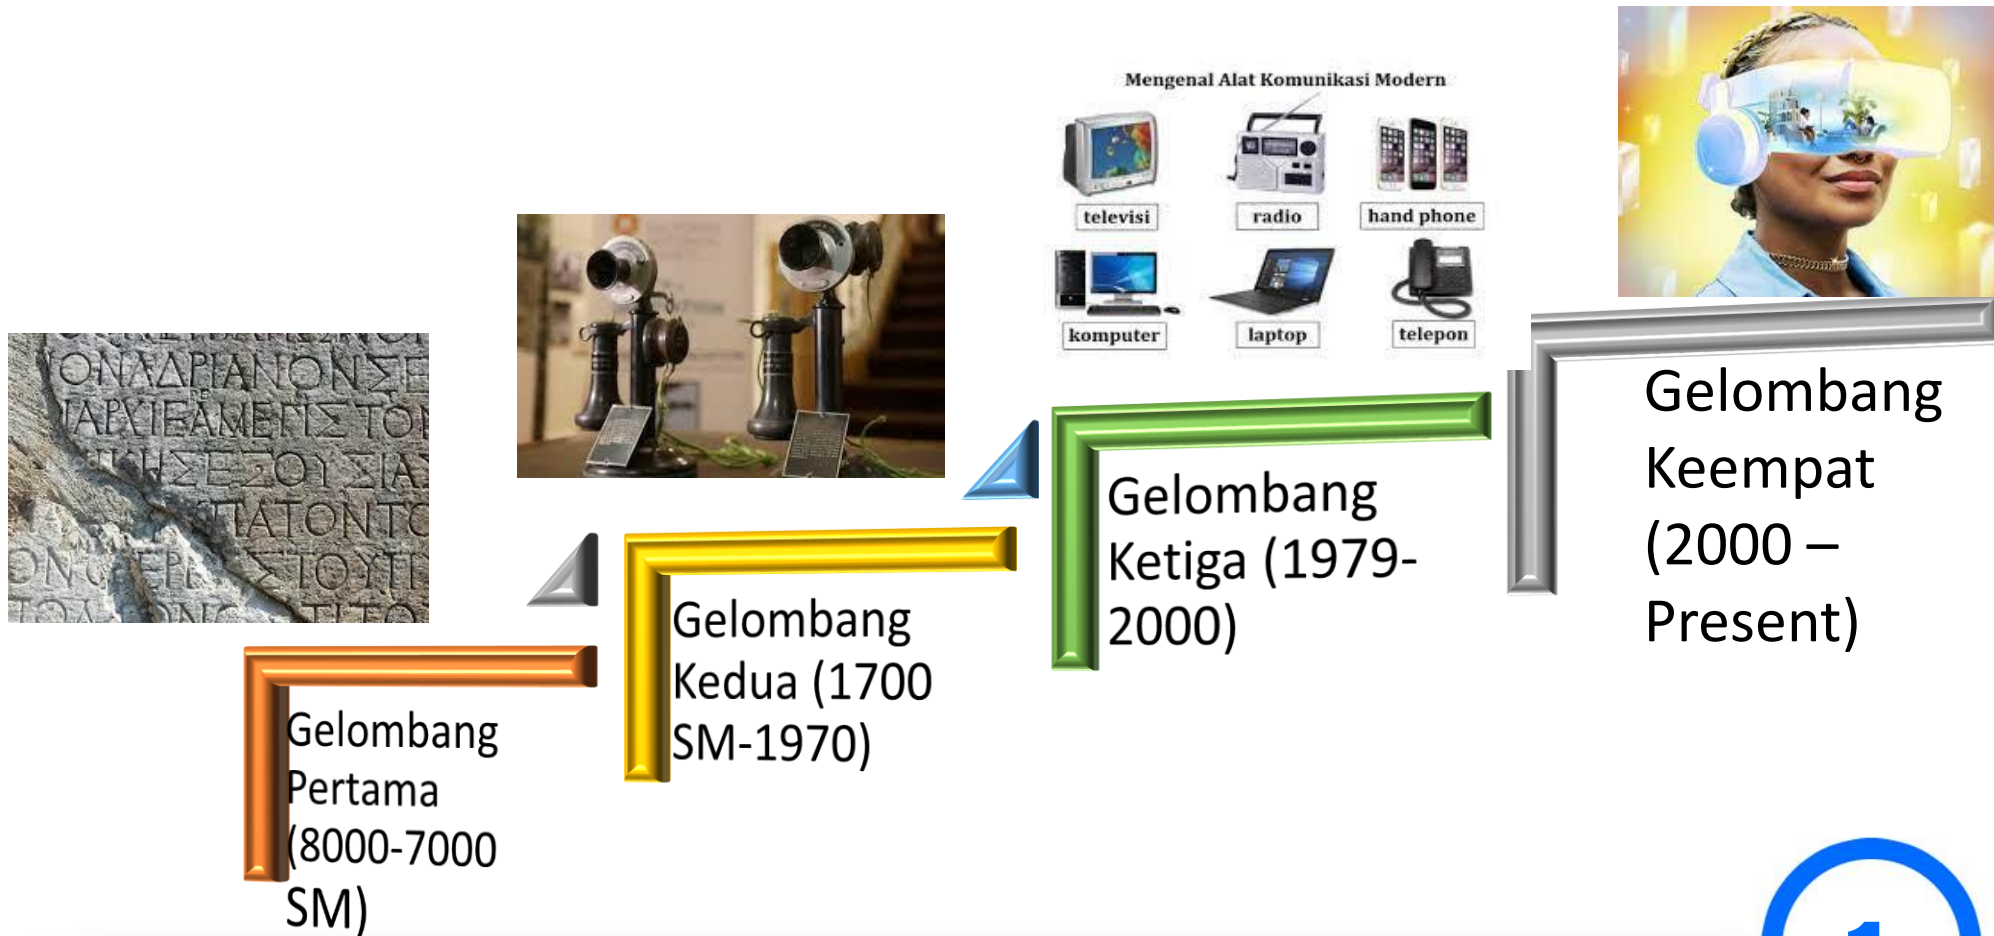 Mengenal Alat Komunikasi Modern
televisi
radio
hand phone
komputer
laptop
telepon
ΟΝΑΔΡΙΑΝΟΝΣΕ
Gelombang
Pertama
(8000-7000
SM)
Gelombang
Kedua (1700
SM-1970)
Gelombang
Ketiga (1979-
2000)
Gelombang
Keempat
(2000 –
Present)